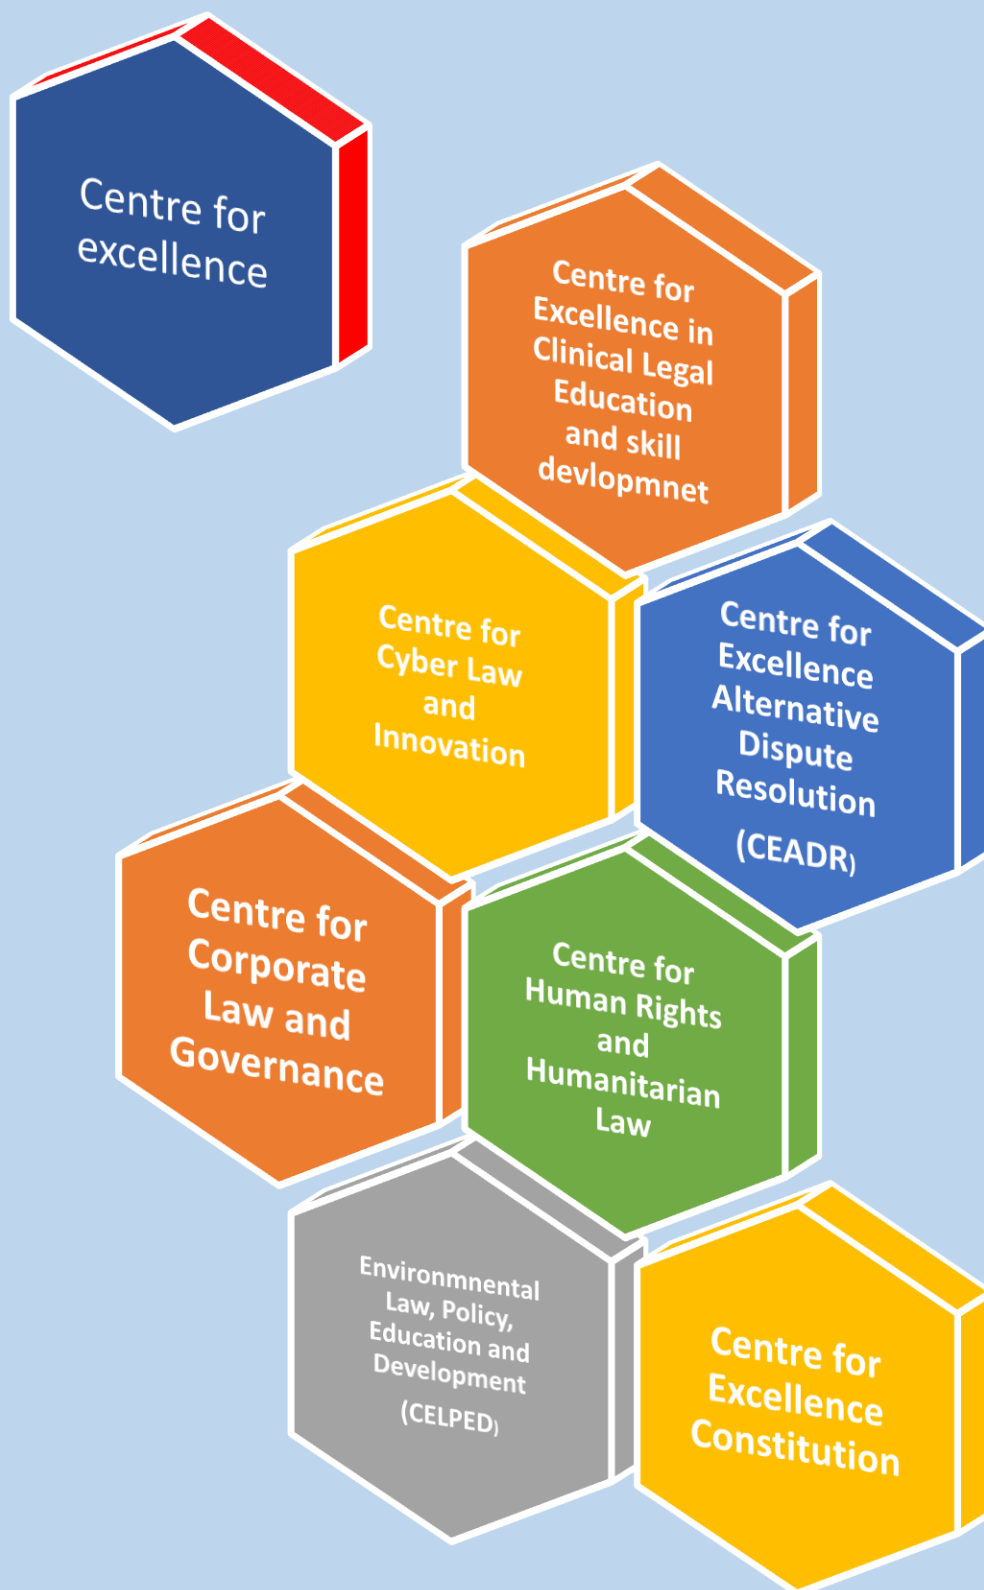 Centre for
excellence
Centre for
Excellence in
Clinical Legal
Education
and skill
devlopmnet
Centre for
Cyber Law
and
Innovation
Centre for
Excellence
Alternative
Dispute
Resolution
(CEADR)
Centre for
Corporate
Law and
Governance
Centre for
Human Rights
and
Humanitarian
Law
Environmnental
Law, Policy,
Education and
Development
(CELPED)
Centre for
Excellence
Constitution